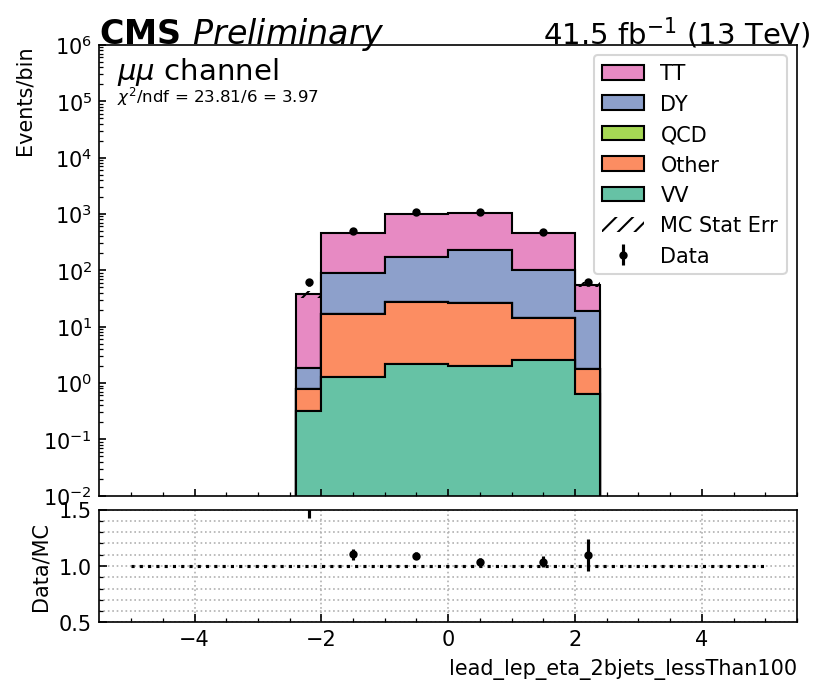 CMS Preliminary
41.5 fb⁻¹ (13 TeV)
Events/bin
10⁶
10⁵
10⁴
10³
10²
10¹
10⁰
10⁻¹
10⁻²
μμ channel
χ²/ndf = 23.81/6 = 3.97
TT
DY
QCD
Other
VV
MC Stat Err
Data
Data/MC
1.5
1.0
0.5
−4
−2
0
2
4
lead_lep_eta_2bjets_lessThan100